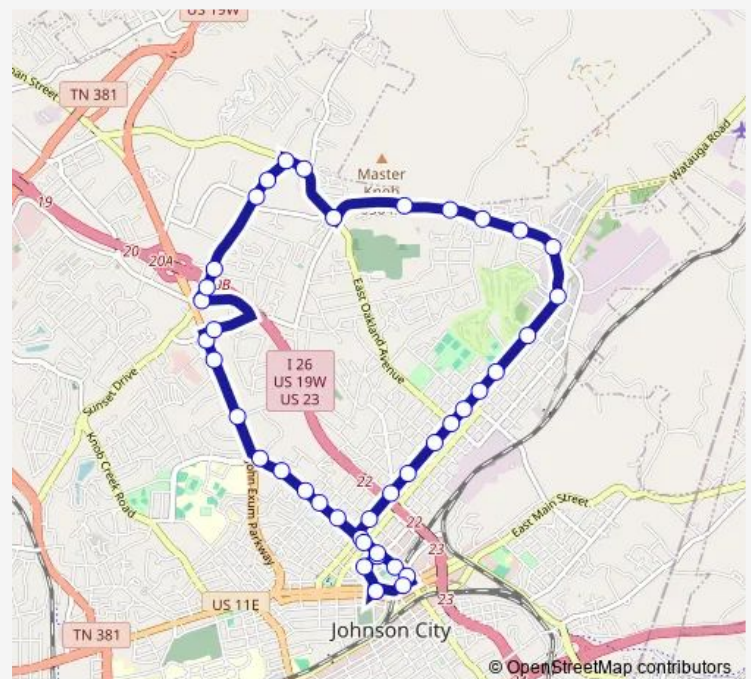 US 19W
TN 381
Master
Knob
Watauga Road
19
20
20A
East Oakland Avenue
I 26
US 19W
US 23
Sunset Drive
Knob Creek Road
22
John Exum Parkway
22
East Main Street
23
US 11E
23
TN 381
Johnson City
© OpenStreetMap contributors